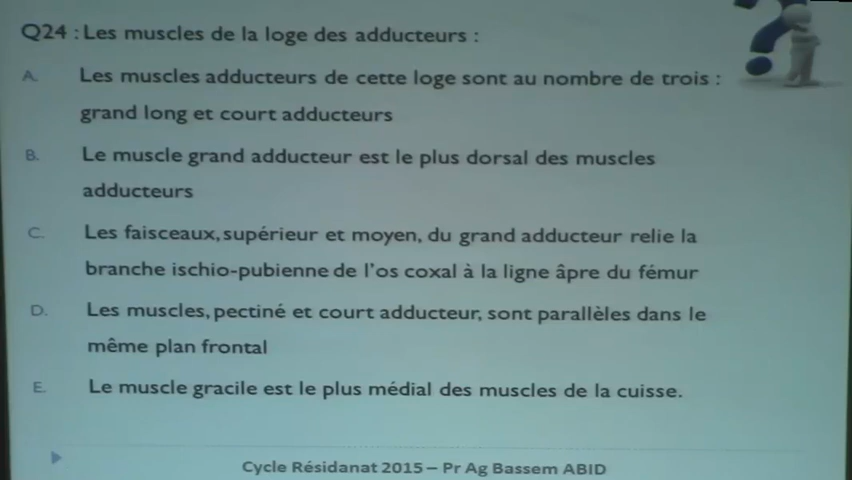 Q24 : Les muscles de la loge des adducteurs :
A. Les muscles adducteurs de cette loge sont au nombre de trois :
grand long et court adducteurs
B. Le muscle grand adducteur est le plus dorsal des muscles
adducteurs
C. Les faisceaux, supérieur et moyen, du grand adducteur relie la
branche ischio-pubienne de l'os coxal à la ligne âpre du fémur
D. Les muscles, pectiné et court adducteur, sont parallèles dans le
même plan frontal
E. Le muscle gracile est le plus médial des muscles de la cuisse.
Cycle Résidanat 2015 – Pr Ag Bassem ABID